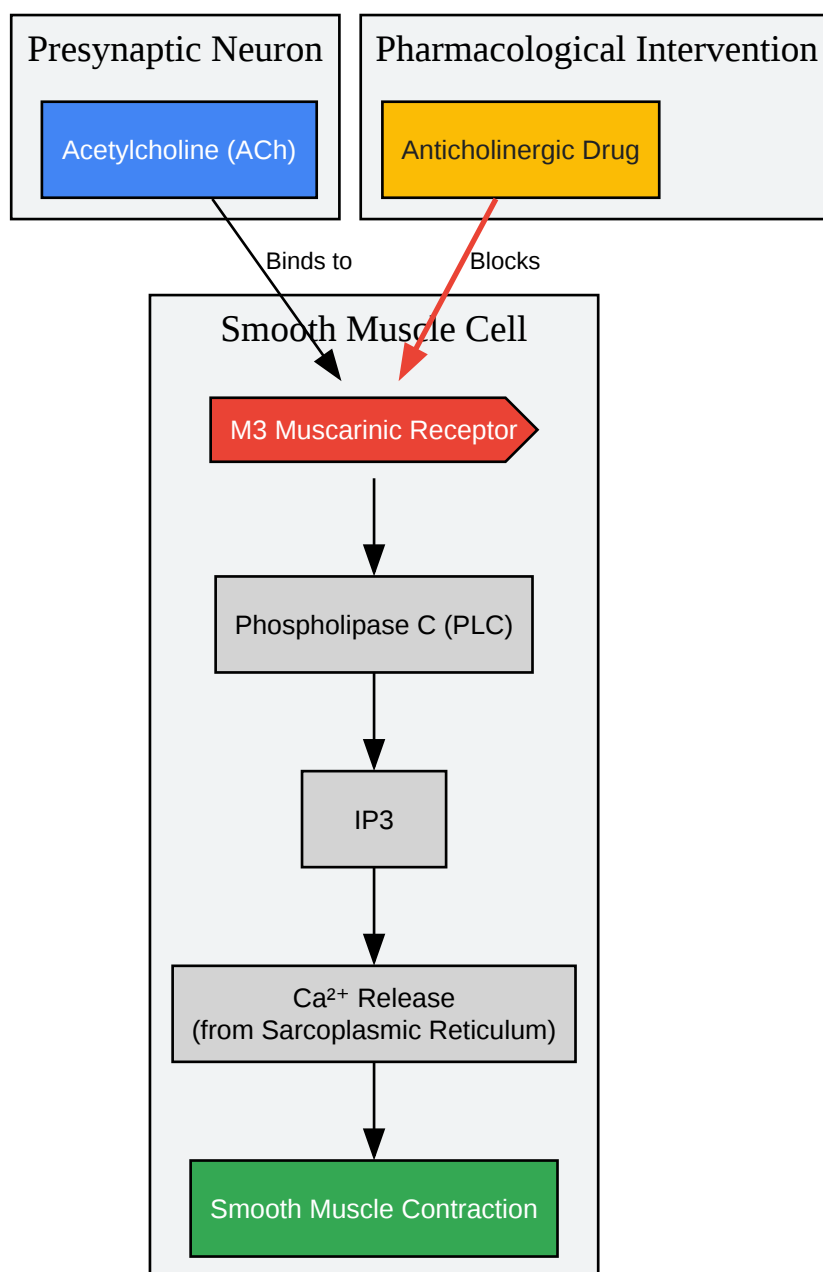 Presynaptic Neuron
Pharmacological Intervention
Acetylcholine (ACh)
Anticholinergic Drug
Binds to
Blocks
Smooth Muscle Cell
M3 Muscarinic Receptor
Phospholipase C (PLC)
IP3
Ca²⁺ Release
(from Sarcoplasmic Reticulum)
Smooth Muscle Contraction